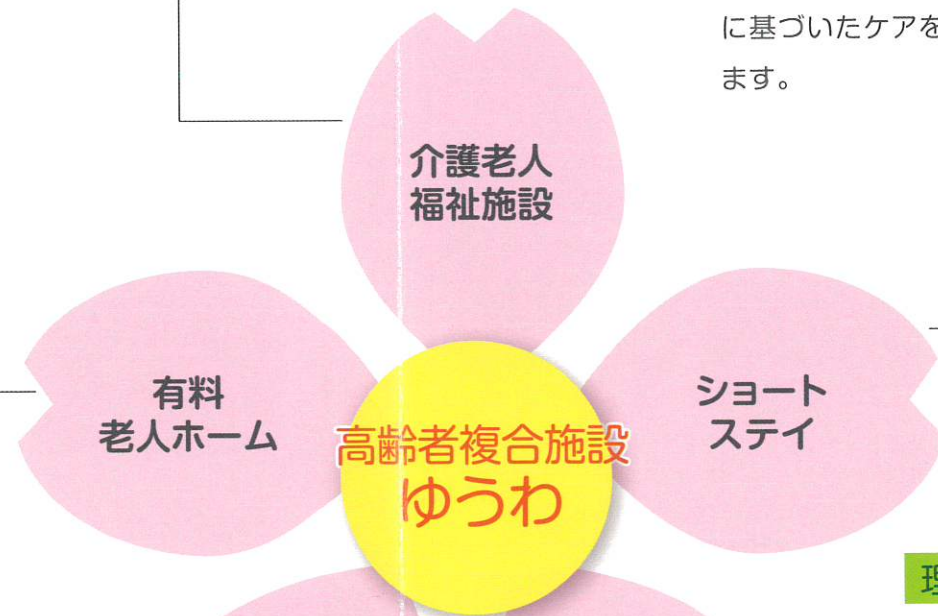 に基づいたケアを
ます。
介護老人
福祉施設
有料
老人ホーム
ショート
ステイ
高齢者複合施設
ゆうわ
理